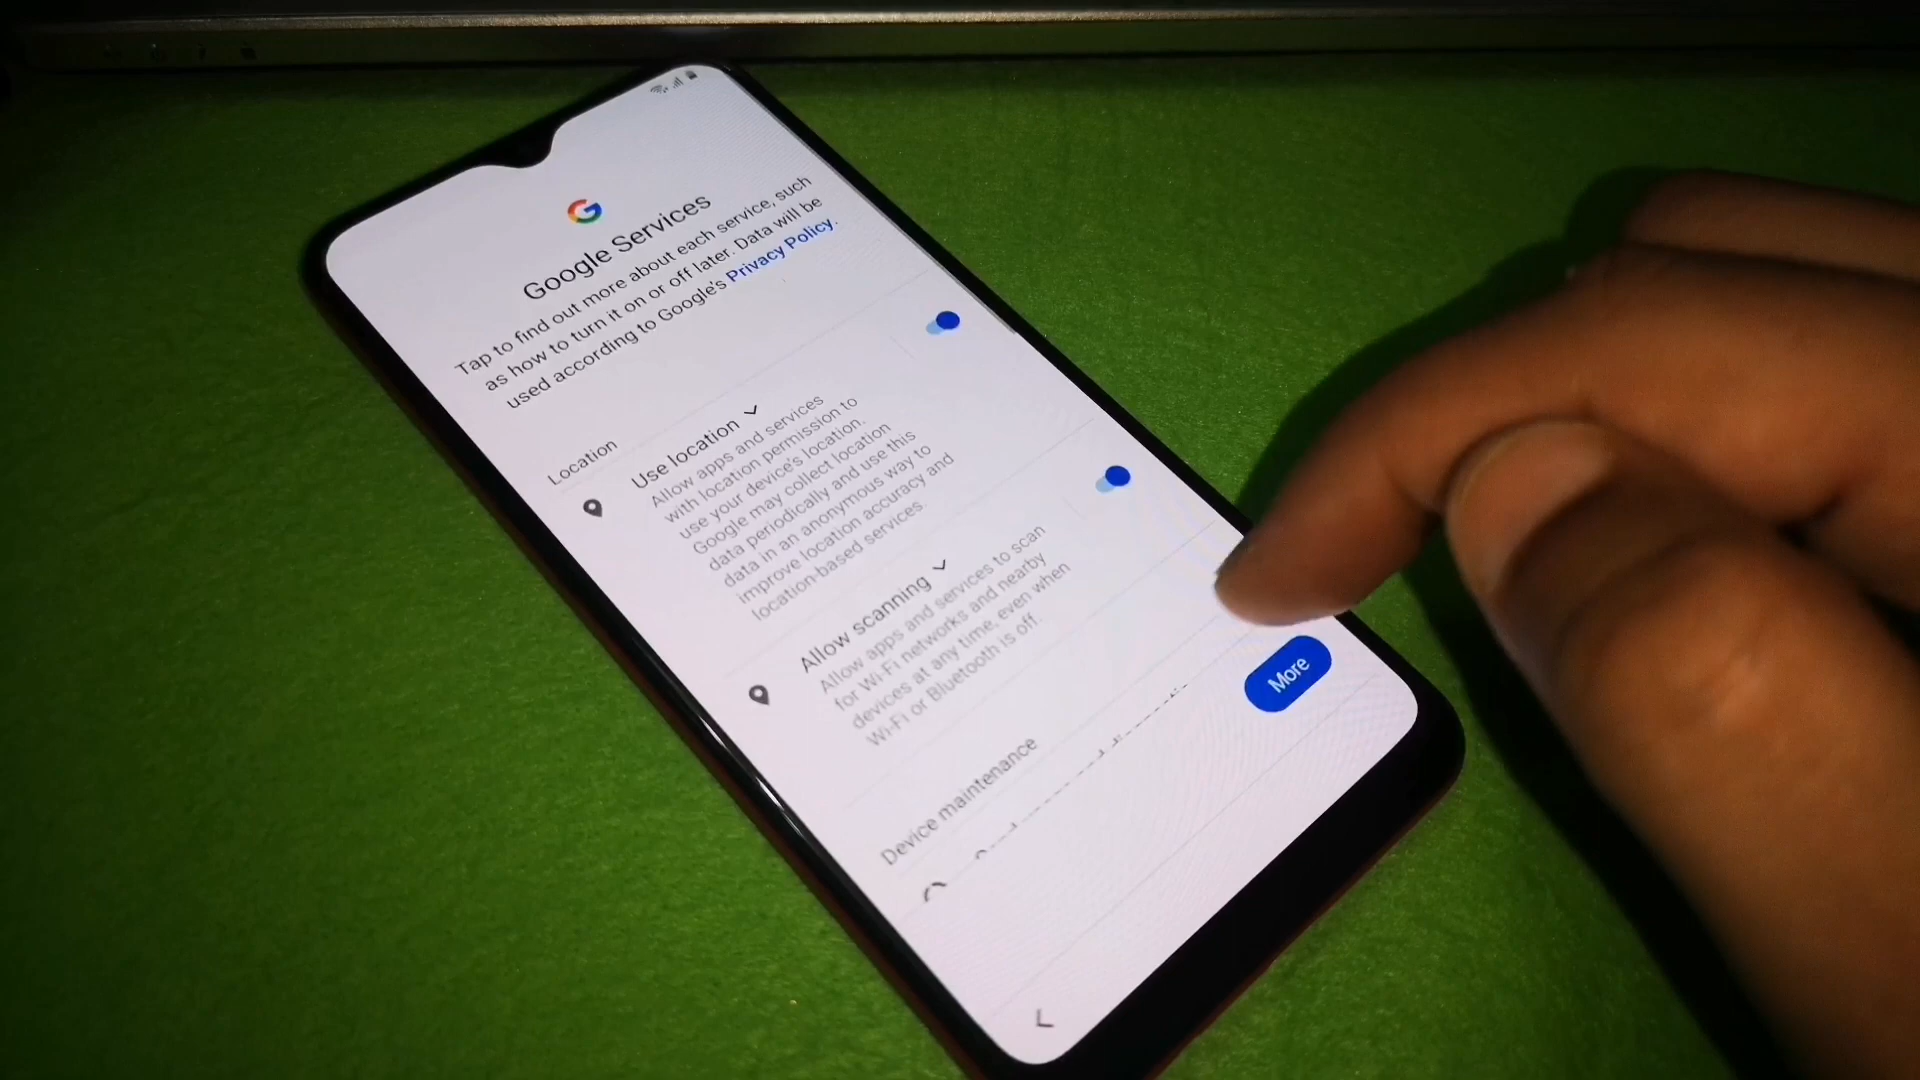 Google Services
Tap to find out more about each service, such
as how to turn it on or off later. Data will be
used according to Google's Privacy Policy.
Location
Use location
Allow apps and services
with location permission to
use your device's location.
Google may collect location
data periodically and use this
data in an anonymous way to
improve location accuracy and
location-based services.
Allow scanning
Allow apps and services to scan
for Wi-Fi networks and nearby
devices at any time, even when
Wi-Fi or Bluetooth is off.
Device maintenance
More